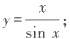 y = x / sin x ;